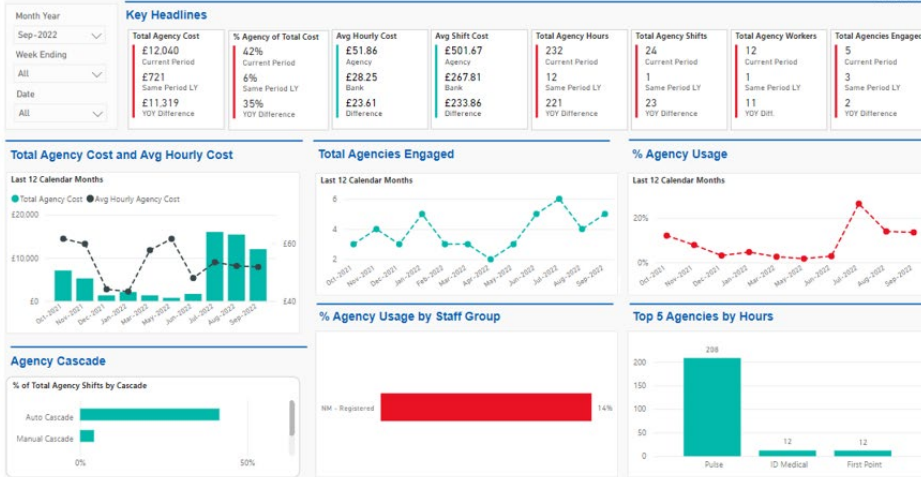 Month Year
Sep-2022
Week Ending
All
Date
All
Key Headlines
Total Agency Cost
£12,040
Current Period
£721
Same Period LY
£11,319
YOY Difference
% Agency of Total Cost
42%
Current Period
6%
Same Period LY
35%
YOY Difference
Avg Hourly Cost
£51.86
Agency
£28.25
Bank
£23.61
Difference
Avg Shift Cost
£501.67
Agency
£267.81
Bank
£233.86
Difference
Total Agency Hours
232
Current Period
12
Same Period LY
221
YOY Difference
Total Agency Shifts
24
Current Period
1
Same Period LY
23
YOY Difference
Total Agency Workers
12
Current Period
1
Same Period LY
11
YOY Diff.
Total Agencies Engaged
5
Current Period
3
Same Period LY
2
YOY Difference
Total Agency Cost and Avg Hourly Cost
Last 12 Calendar Months
Total Agency Cost Avg Hourly Agency Cost
£20,000
£10,000
£0
£60
£40
Oct-2021 Nov-2021 Dec-2021 Jan-2022 Mar-2022 May-2022 Jun-2022 Jul-2022 Aug-2022 Sep-2022
Total Agencies Engaged
Last 12 Calendar Months
6
4
2
Oct-2021 Nov-2021 Dec-2021 Jan-2022 Feb-2022 Mar-2022 Apr-2022 May-2022 Jun-2022 Jul-2022 Aug-2022 Sep-2022
% Agency Usage
Last 12 Calendar Months
20%
0%
Oct-2021 Nov-2021 Dec-2021 Jan-2022 Mar-2022 May-2022 Jun-2022 Jul-2022 Aug-2022 Sep-2022
Agency Cascade
% of Total Agency Shifts by Cascade
Auto Cascade
Manual Cascade
0% 50%
% Agency Usage by Staff Group
NM - Registered
14%
Top 5 Agencies by Hours
200
150
100
50
0
208
12
12
Pulse ID Medical First Point